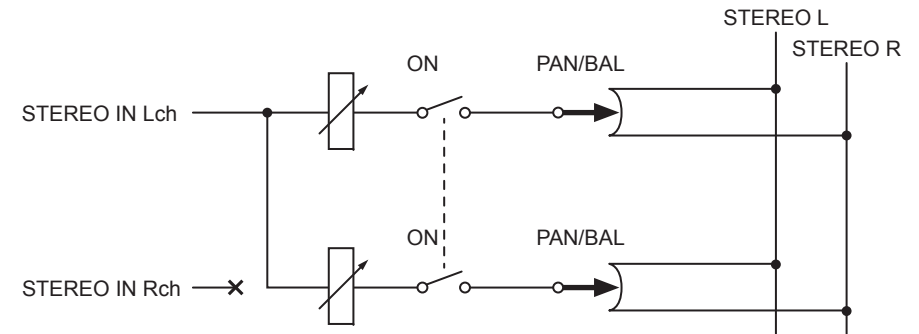 STEREO L
STEREO R
ON
PAN/BAL
STEREO IN Lch
ON
PAN/BAL
STEREO IN Rch